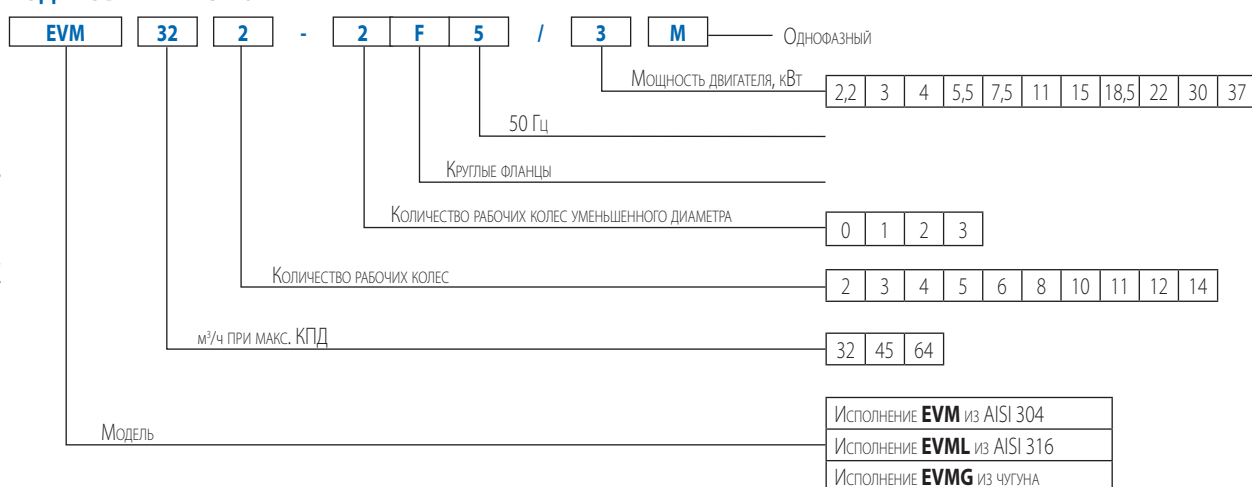 EVM 32 2 - 2 F 5 / 3 M Однофазный
Мощность двигателя, кВт 2,2 3 4 5,5 7,5 11 15 18,5 22 30 37
50 Гц
Круглые фланцы
Количество рабочих колес уменьшенного диаметра 0 1 2 3
Количество рабочих колес 2 3 4 5 6 8 10 11 12 14
м³/ч при макс. КПД 32 45 64
Исполнение EVM из AISI 304
Модель
Исполнение EVML из AISI 316
Исполнение EVMG из чугуна